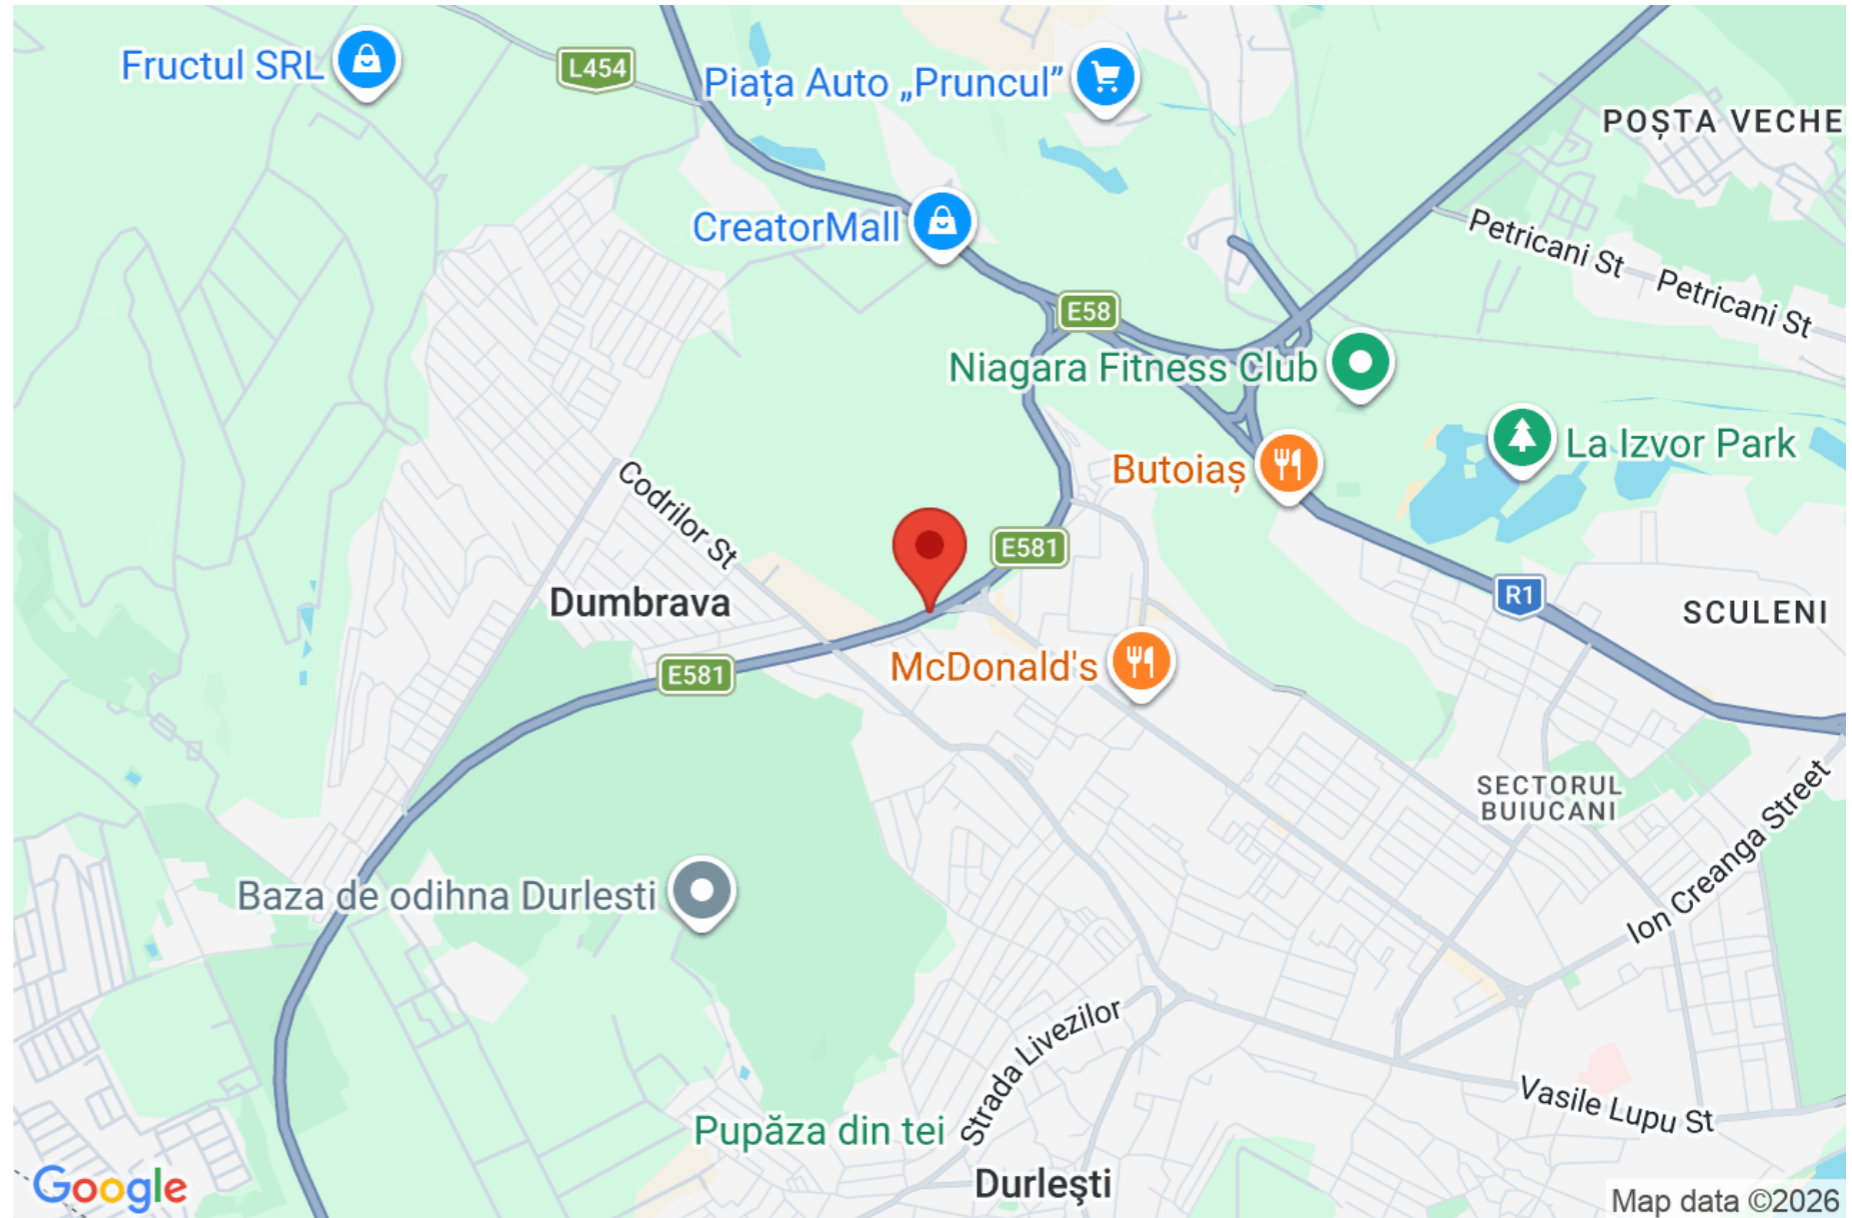 Fructul SRL
L454
Piața Auto „Pruncul”
POȘTA VECHE
CreatorMall
Petricani St
Petricani St
E58
Niagara Fitness Club
La Izvor Park
Butoiaș
Codrilor St
E581
Dumbrava
R1
SCULENI
McDonald's
E581
SECTORUL
BUIUCANI
Ion Creanga Street
Baza de odihna Durlesti
Strada Livezilor
Vasile Lupu St
Pupăza din tei
Durleşti
Google
Map data ©2026